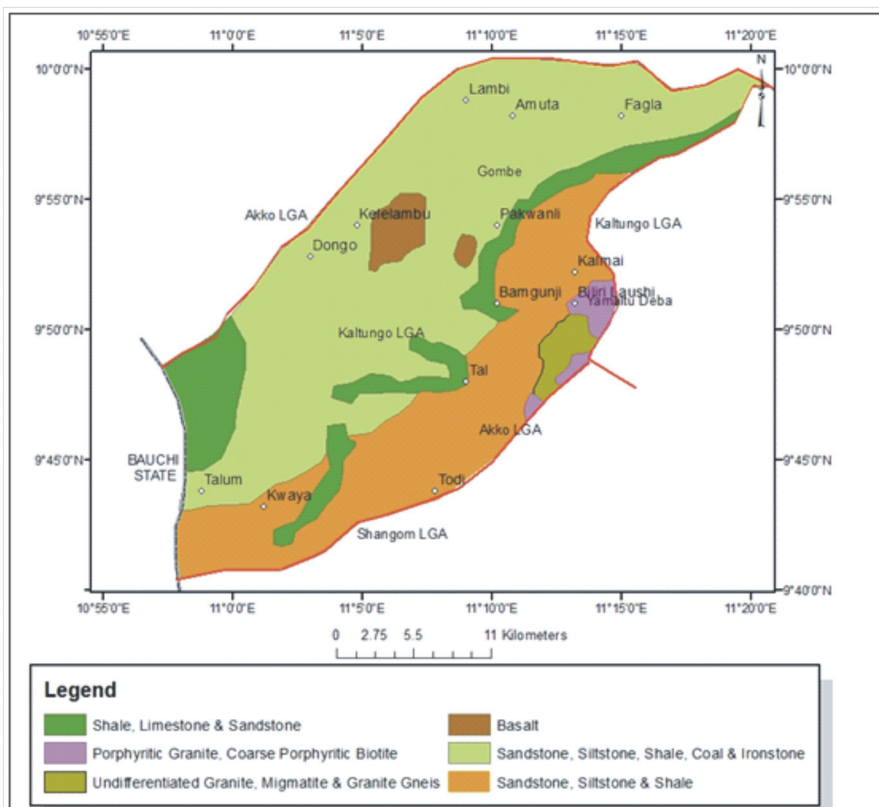 10°55'0"E 11°0'0"E 11°5'0"E 11°10'0"E 11°15'0"E 11°20'0"E
N
S
10°0'0"N 10°0'0"N
Lambi
Amuta
Fagla
Gombe
9°55'0"N 9°55'0"N
Akko LGA
Kelelambu
Pakwanli
Kaltungo LGA
Dongo
Kalmai
Bamgunji
Biliri Laushi
Yamaltu Deba
9°50'0"N 9°50'0"N
Kaltungo LGA
Tal
Akko LGA
9°45'0"N 9°45'0"N
BAUCHI
STATE
Talum
Todi
Kwaya
Shangom LGA
9°40'0"N
10°55'0"E 11°0'0"E 11°5'0"E 11°10'0"E 11°15'0"E 11°20'0"E
0 2.75 5.5 11 Kilometers
Legend
Shale, Limestone & Sandstone
Basalt
Porphyritic Granite, Coarse Porphyritic Biotite
Sandstone, Siltstone, Shale, Coal & Ironstone
Undifferentiated Granite, Migmatite & Granite Gneis
Sandstone, Siltstone & Shale